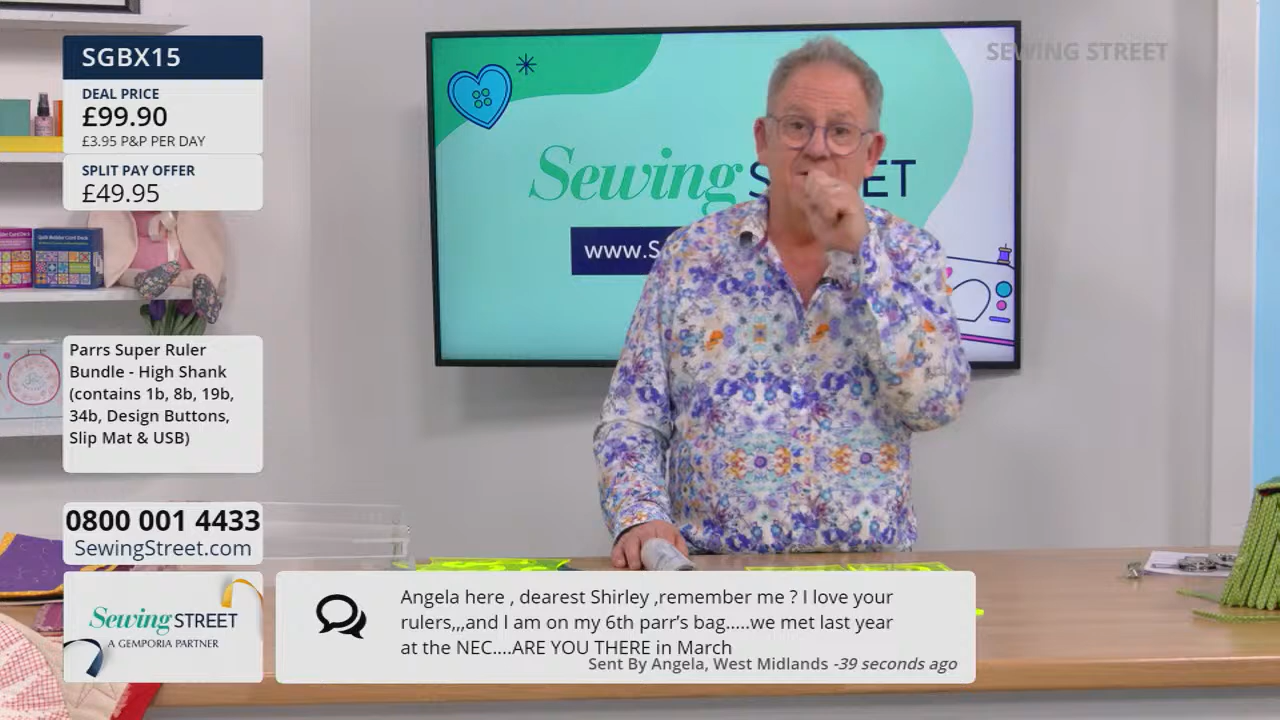 SGBX15
DEAL PRICE
£99.90
£3.95 P&P PER DAY
SPLIT PAY OFFER
£49.95
SEWING STREET
Sewing S EET
www.S
Parrs Super Ruler
Bundle - High Shank
(contains 1b, 8b, 19b,
34b, Design Buttons,
Slip Mat & USB)
0800 001 4433
SewingStreet.com
Sewing STREET
A GEMPORIA PARTNER
Angela here , dearest Shirley ,remember me ? I love your
rulers,,,and I am on my 6th parr's bag.....we met last year
at the NEC....ARE YOU THERE in March
Sent By Angela, West Midlands -39 seconds ago